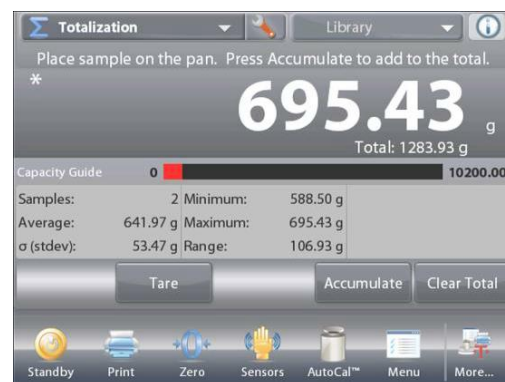 Σ Totalization Library
Place sample on the pan. Press Accumulate to add to the total.
*
695.43 g
Total: 1283.93 g
Capacity Guide 0 10200.00
Samples: 2 Minimum: 588.50 g
Average: 641.97 g Maximum: 695.43 g
σ (stdev): 53.47 g Range: 106.93 g
Tare Accumulate Clear Total
Standby Print Zero Sensors AutoCal™ Menu More...